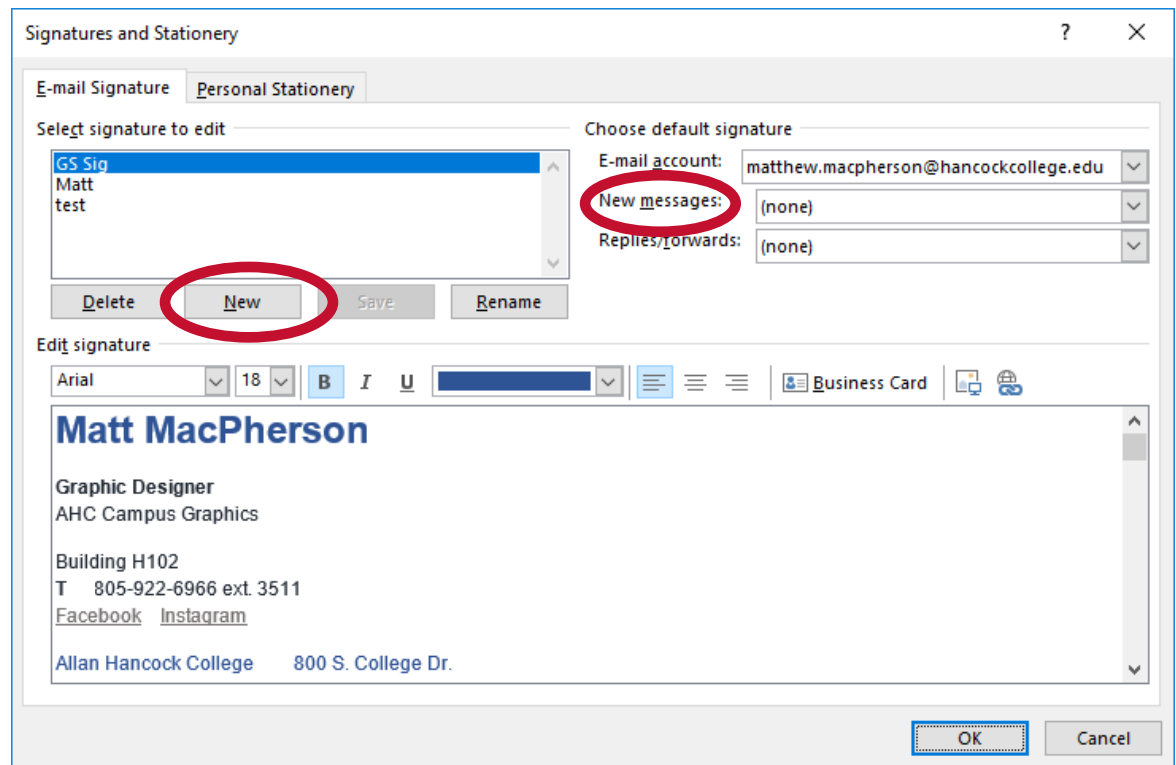 Signatures and Stationery ?
E-mail Signature Personal Stationery
Select signature to edit Choose default signature
GS Sig
Matt
test
E-mail account: matthew.macpherson@hancockcollege.edu
New messages: (none)
Replies/forwards: (none)
Delete New Save Rename
Edit signature
Arial 18 B I U Business Card
Matt MacPherson
Graphic Designer
AHC Campus Graphics
Building H102
T 805-922-6966 ext. 3511
Facebook Instagram
Allan Hancock College 800 S. College Dr.
OK Cancel